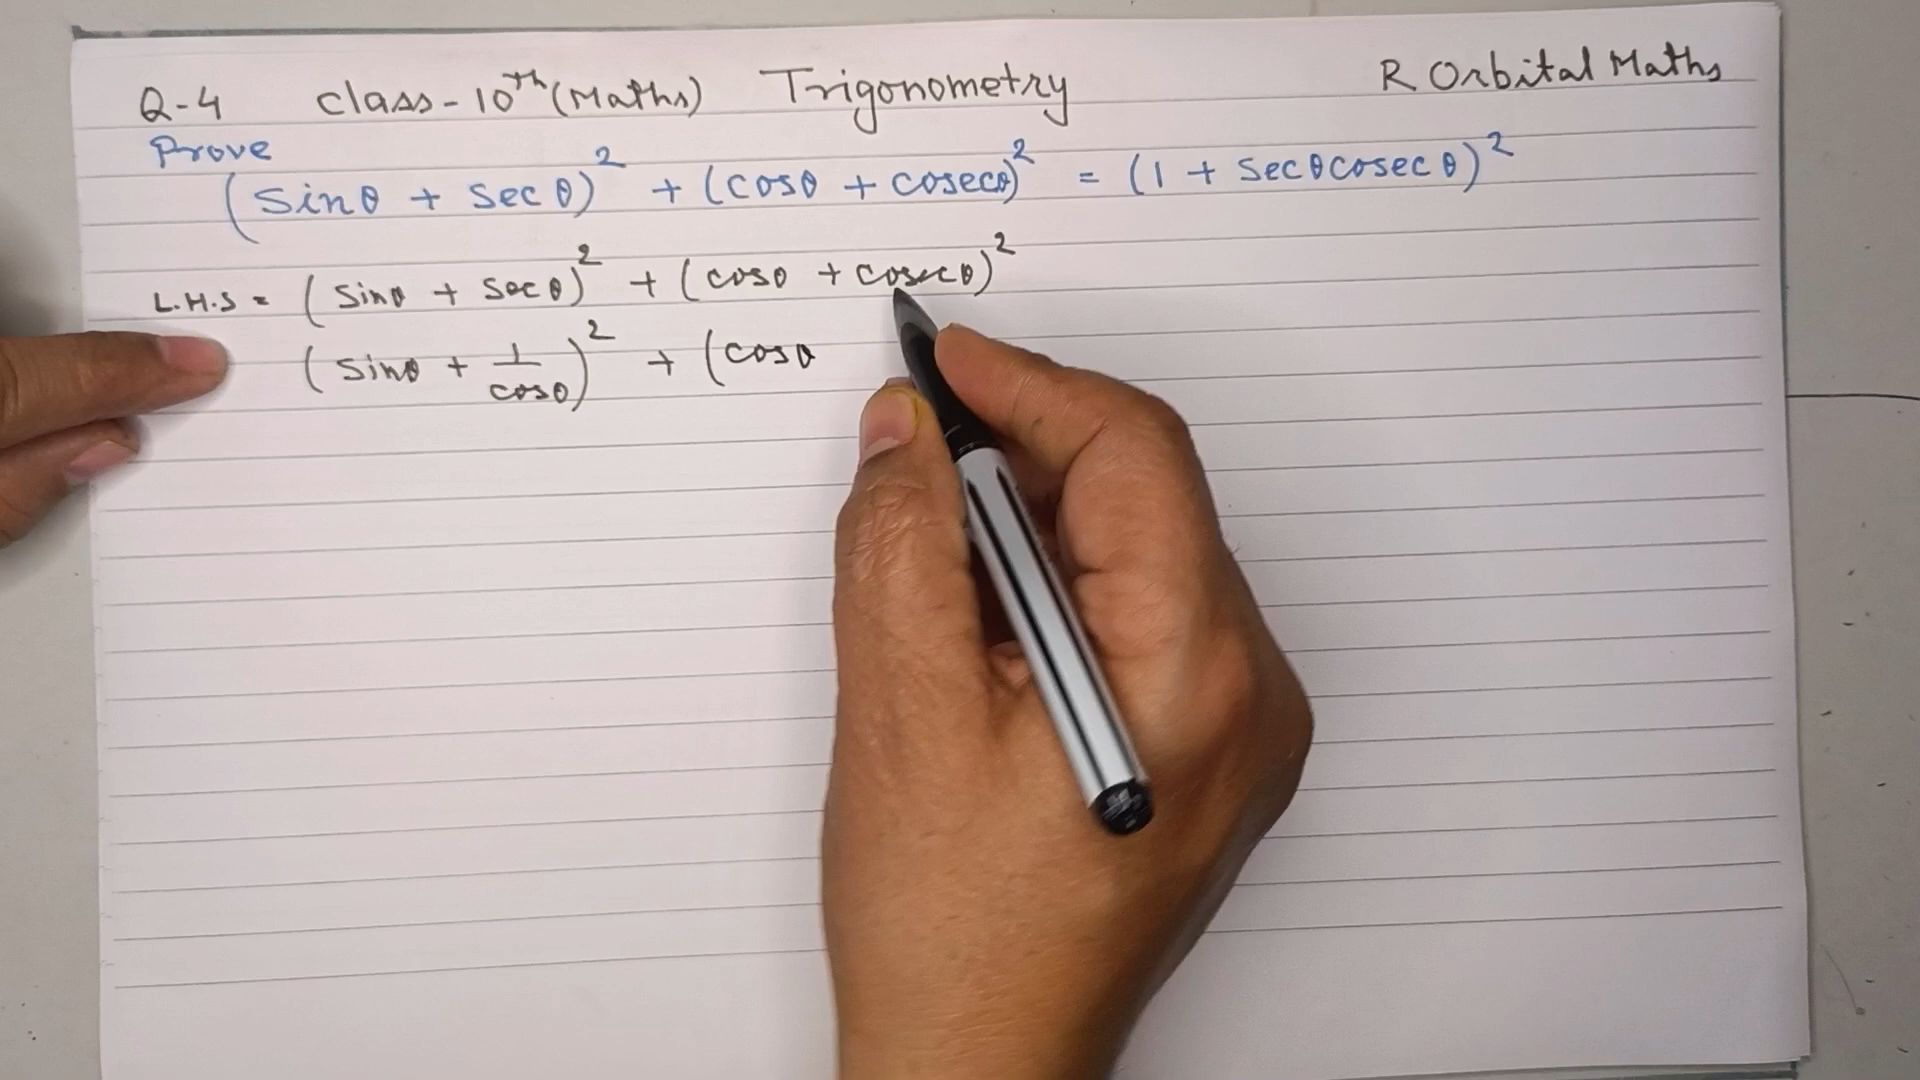 Q-4 class-10th (Maths) Trigonometry R Orbital Maths
Prove
(sinθ + secθ)² + (cosθ + cosecθ)² = (1 + secθcosecθ)²
L.H.S = (sinθ + secθ)² + (cosθ + cosecθ)²
(sinθ + 1/cosθ)² + (cosθ